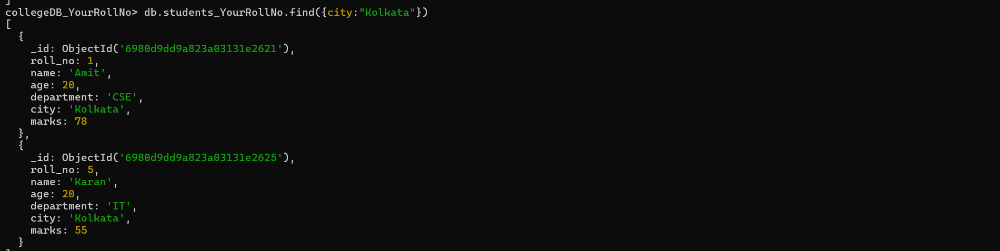 ]
collegeDB_YourRollNo> db.students_YourRollNo.find({city:"Kolkata"})
[
  {
    _id: ObjectId('6980d9dd9a823a03131e2621'),
    roll_no: 1,
    name: 'Amit',
    age: 20,
    department: 'CSE',
    city: 'Kolkata',
    marks: 78
  },
  {
    _id: ObjectId('6980d9dd9a823a03131e2625'),
    roll_no: 5,
    name: 'Karan',
    age: 20,
    department: 'IT',
    city: 'Kolkata',
    marks: 55
  }
]